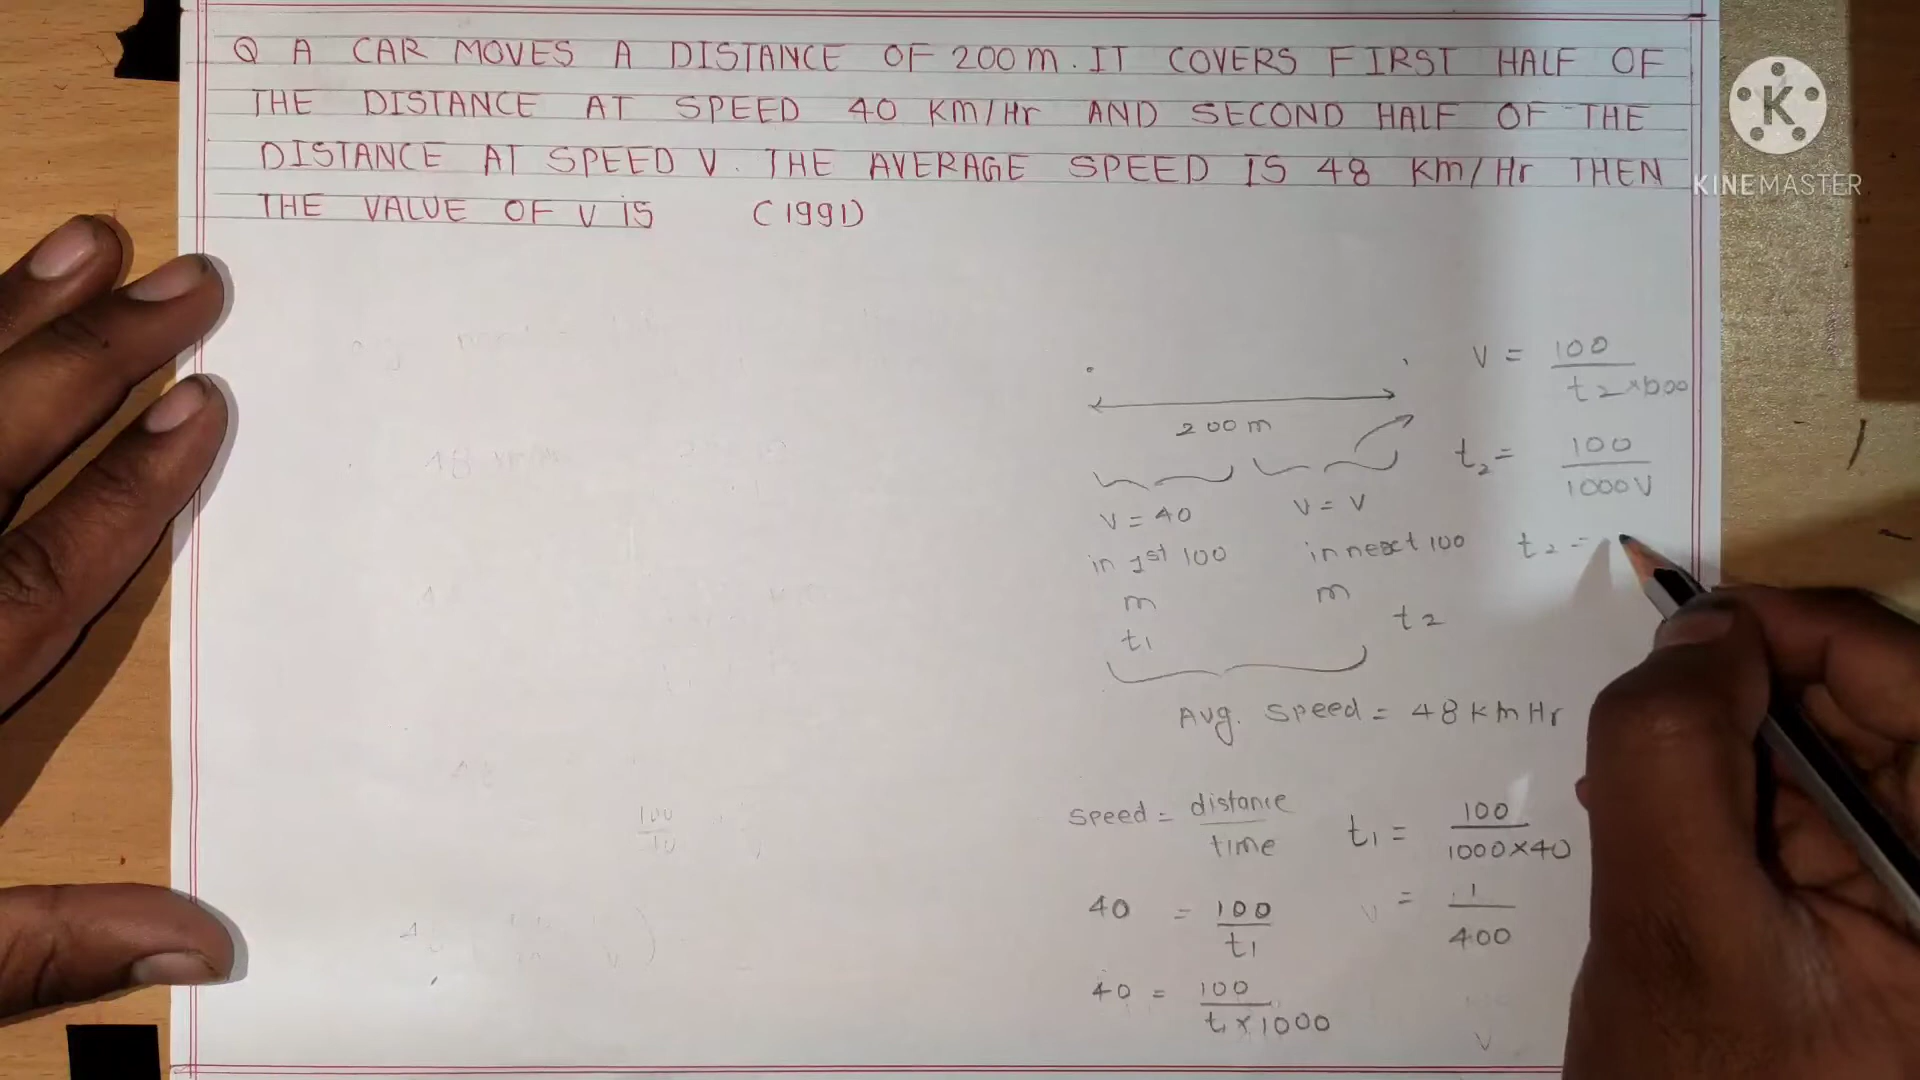 Q A CAR MOVES A DISTANCE OF 200 m. IT COVERS FIRST HALF OF
THE DISTANCE AT SPEED 40 KM/Hr AND SECOND HALF OF THE
DISTANCE AT SPEED V. THE AVERAGE SPEED IS 48 KM/Hr THEN
THE VALUE OF V IS (1991)
K
KINEMASTER
200 m
V = 40
in 1st 100
m
t1
V = V
in next 100
m
t2
Avg. Speed = 48 KmHr
V = 100
t2×1000
t2 = 100
1000V
t2 =
Speed = distance
time
40 = 100
t1
40 = 100
t1 × 1000
t1 = 100
1000×40
= 1
400
100
V